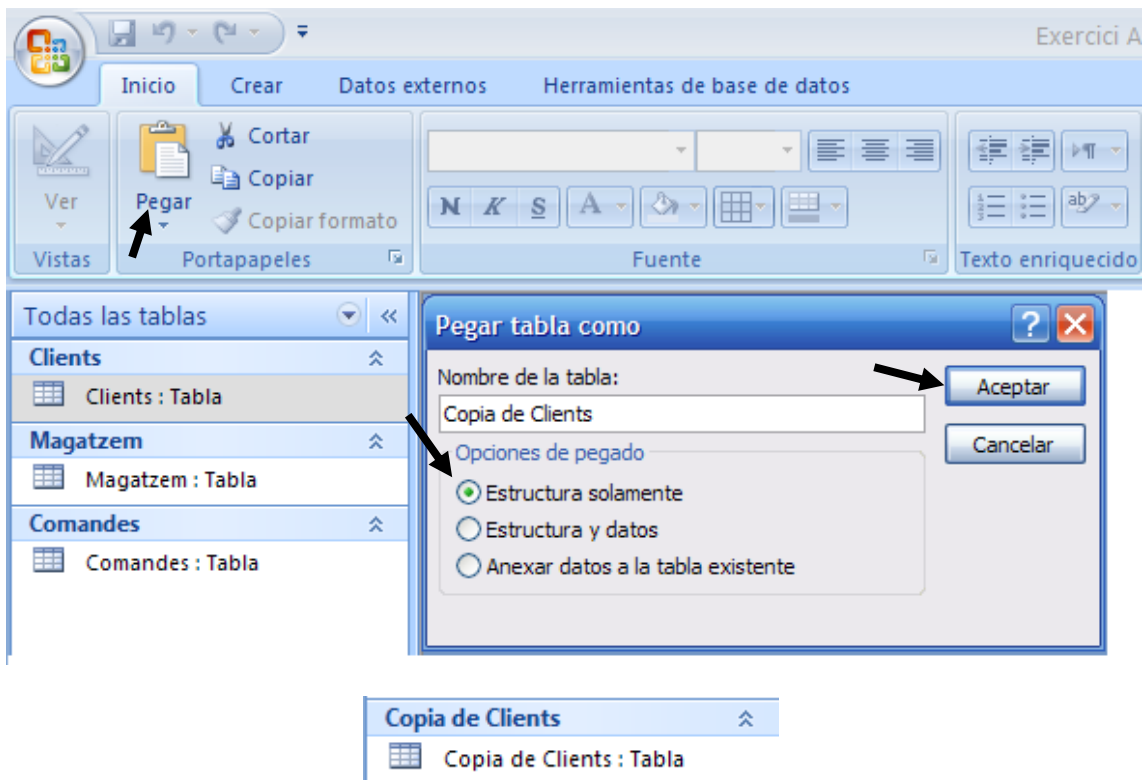 Exercici A
Inicio Crear Datos externos Herramientas de base de datos
Ver
Pegar
Cortar
Copiar
Copiar formato
N K S A ab
Vistas Portapapeles Fuente Texto enriquecido
Todas las tablas
Clients
Clients : Tabla
Magatzem
Magatzem : Tabla
Comandes
Comandes : Tabla
Pegar tabla como
Nombre de la tabla:
Copia de Clients
Opciones de pegado
Estructura solamente
Estructura y datos
Anexar datos a la tabla existente
Aceptar
Cancelar
Copia de Clients
Copia de Clients : Tabla